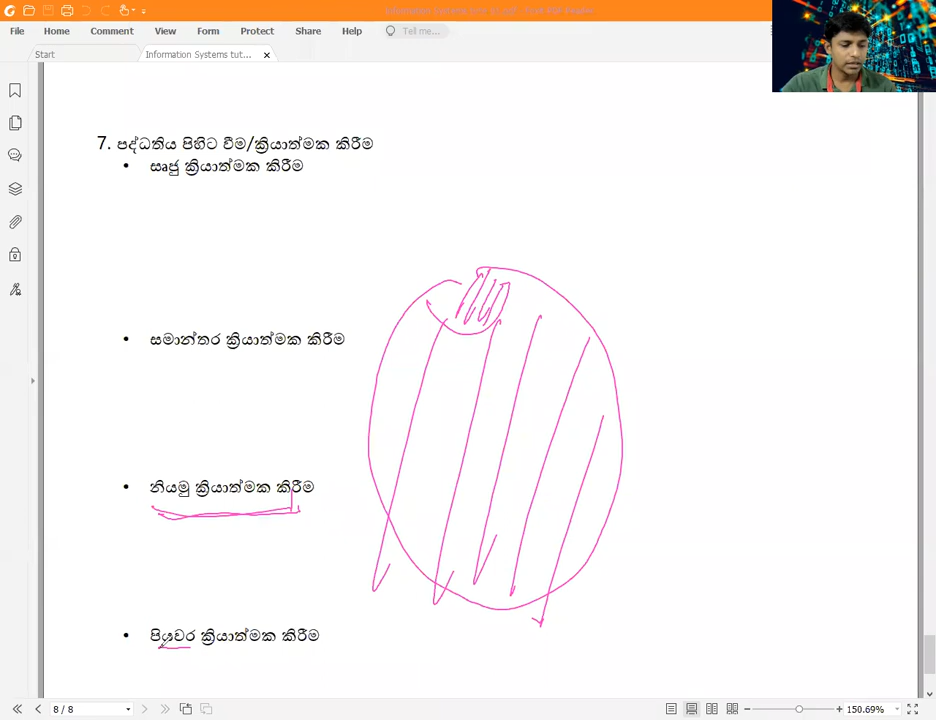 File Home Comment View Form Protect Share Help Tell me...
Start Information Systems tut...
7. පද්ධතිය පිහිට වීම/ක්‍රියාත්මක කිරීම
• සෘජු ක්‍රියාත්මක කිරීම
• සමාන්තර ක්‍රියාත්මක කිරීම
• නියමු ක්‍රියාත්මක කිරීම
• පියවර ක්‍රියාත්මක කිරීම
8 / 8 150.69%